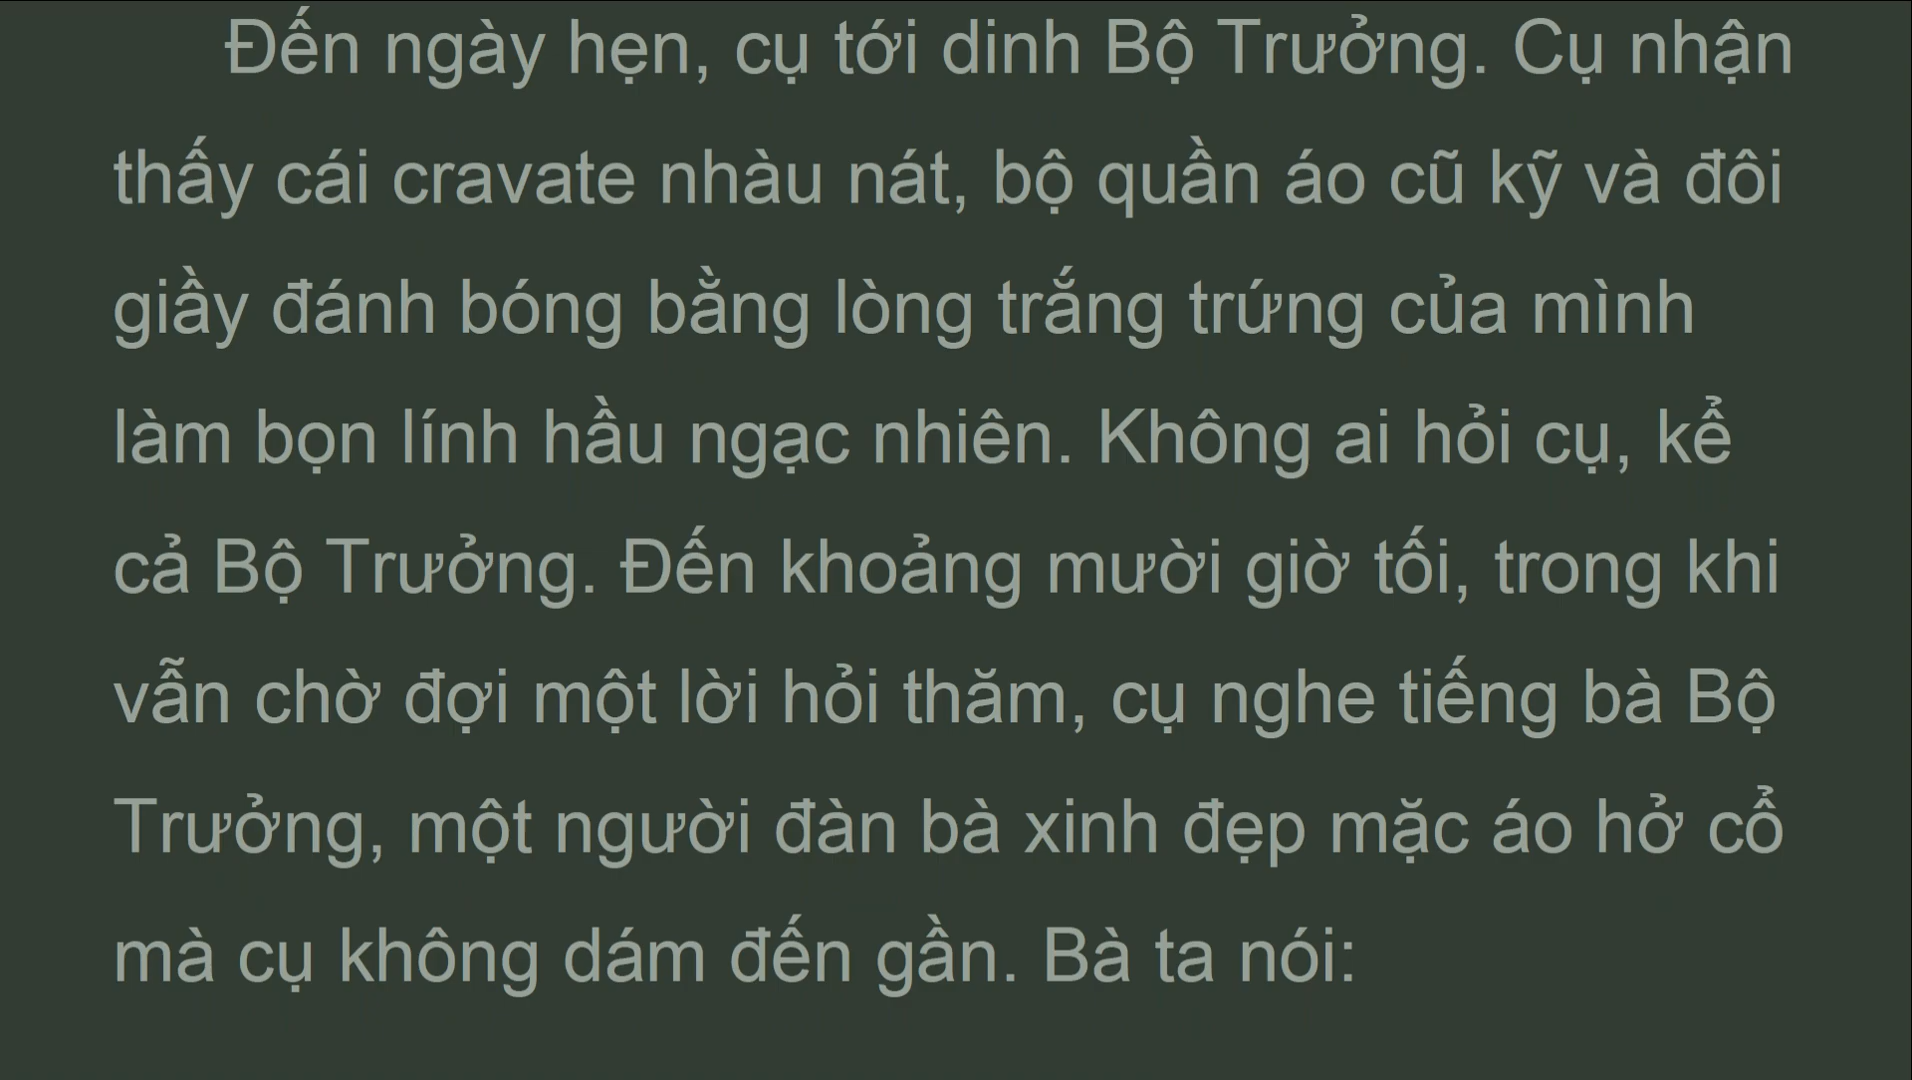 Đến ngày hẹn, cụ tới dinh Bộ Trưởng. Cụ nhận
thấy cái cravate nhàu nát, bộ quần áo cũ kỹ và đôi
giầy đánh bóng bằng lòng trắng trứng của mình
làm bọn lính hầu ngạc nhiên. Không ai hỏi cụ, kể
cả Bộ Trưởng. Đến khoảng mười giờ tối, trong khi
vẫn chờ đợi một lời hỏi thăm, cụ nghe tiếng bà Bộ
Trưởng, một người đàn bà xinh đẹp mặc áo hở cổ
mà cụ không dám đến gần. Bà ta nói: